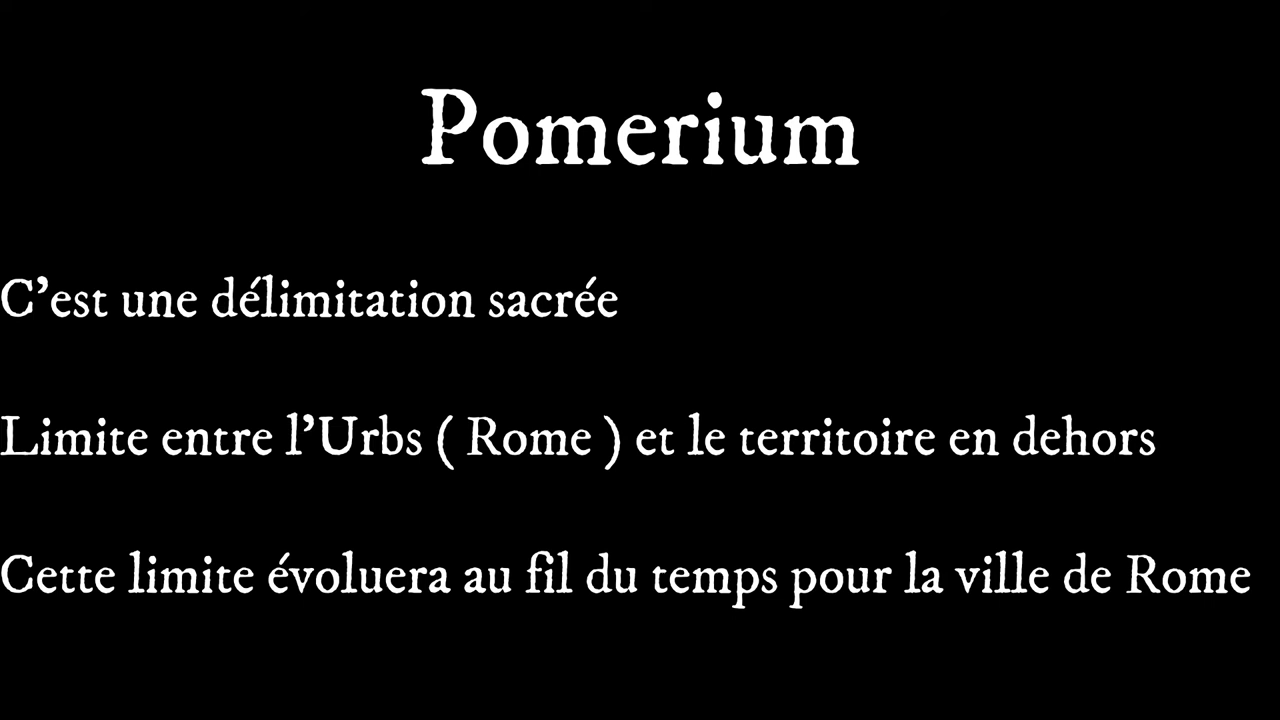 Pomerium
C'est une délimitation sacrée
Limite entre l'Urbs ( Rome ) et le territoire en dehors
Cette limite évoluera au fil du temps pour la ville de Rome